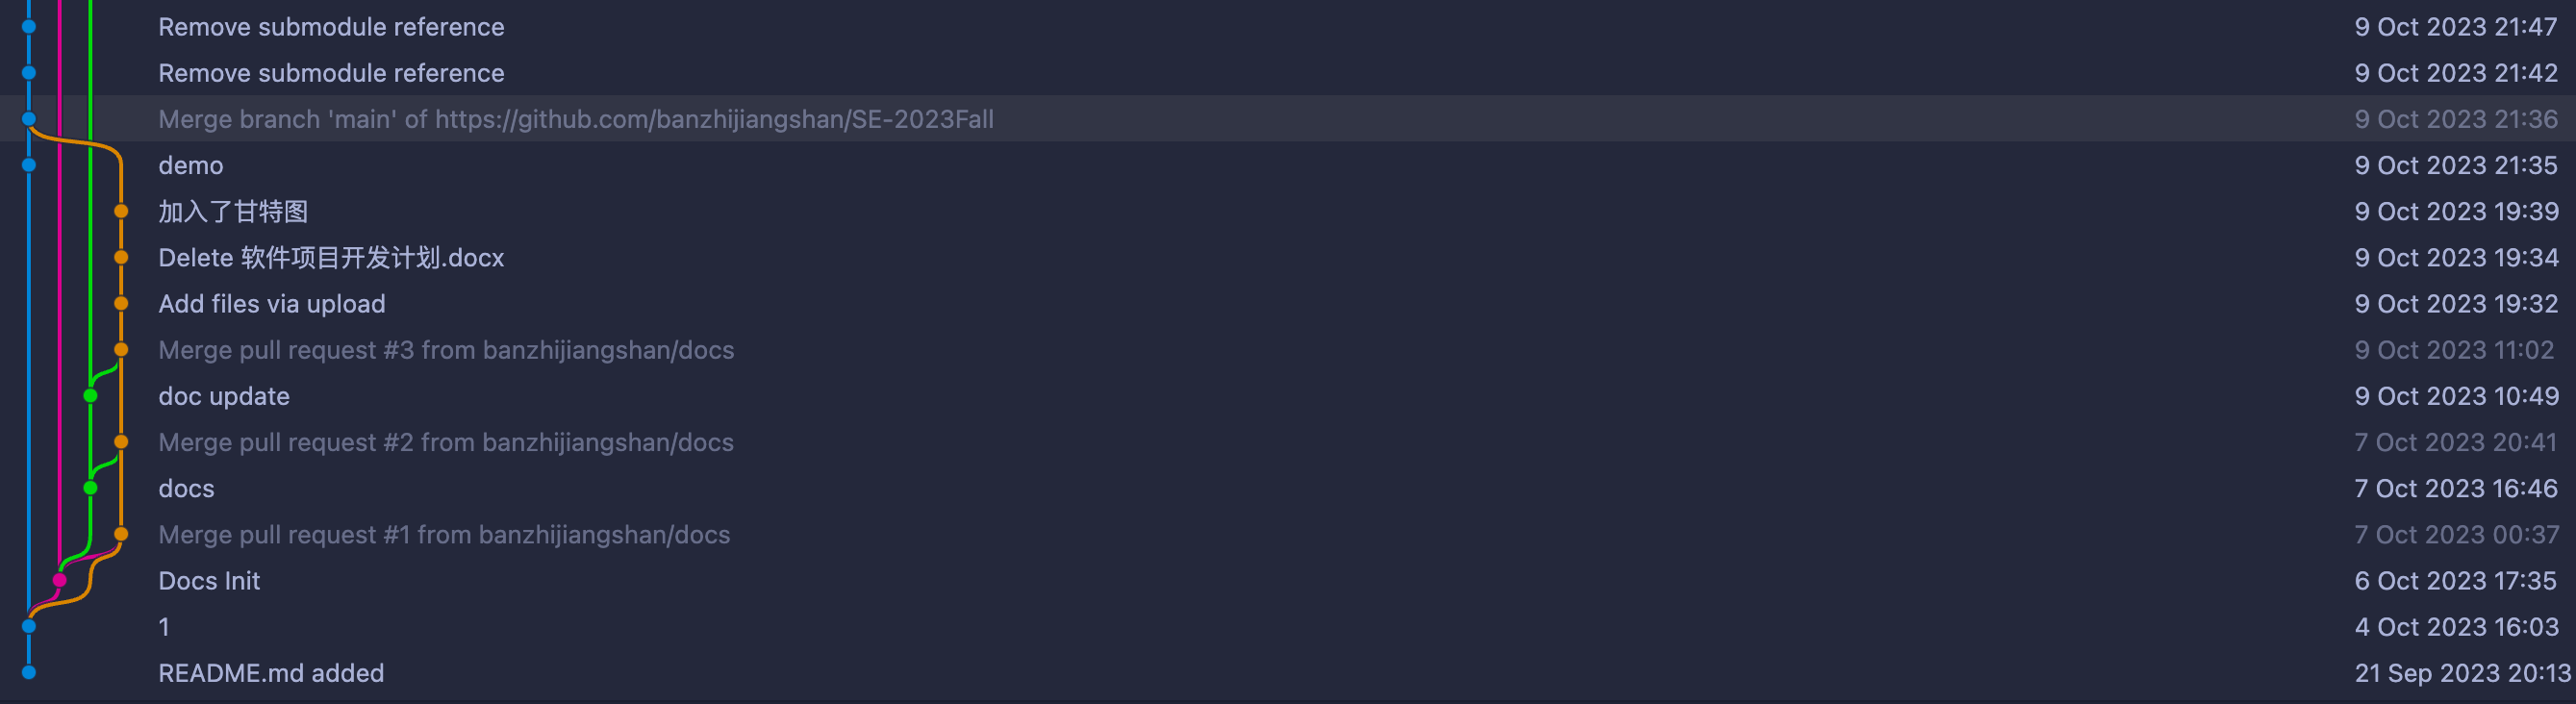 Remove submodule reference 9 Oct 2023 21:47
Remove submodule reference 9 Oct 2023 21:42
Merge branch 'main' of https://github.com/banzhijiangshan/SE-2023Fall 9 Oct 2023 21:36
demo 9 Oct 2023 21:35
加入了甘特图 9 Oct 2023 19:39
Delete 软件项目开发计划.docx 9 Oct 2023 19:34
Add files via upload 9 Oct 2023 19:32
Merge pull request #3 from banzhijiangshan/docs 9 Oct 2023 11:02
doc update 9 Oct 2023 10:49
Merge pull request #2 from banzhijiangshan/docs 7 Oct 2023 20:41
docs 7 Oct 2023 16:46
Merge pull request #1 from banzhijiangshan/docs 7 Oct 2023 00:37
Docs Init 6 Oct 2023 17:35
1 4 Oct 2023 16:03
README.md added 21 Sep 2023 20:13